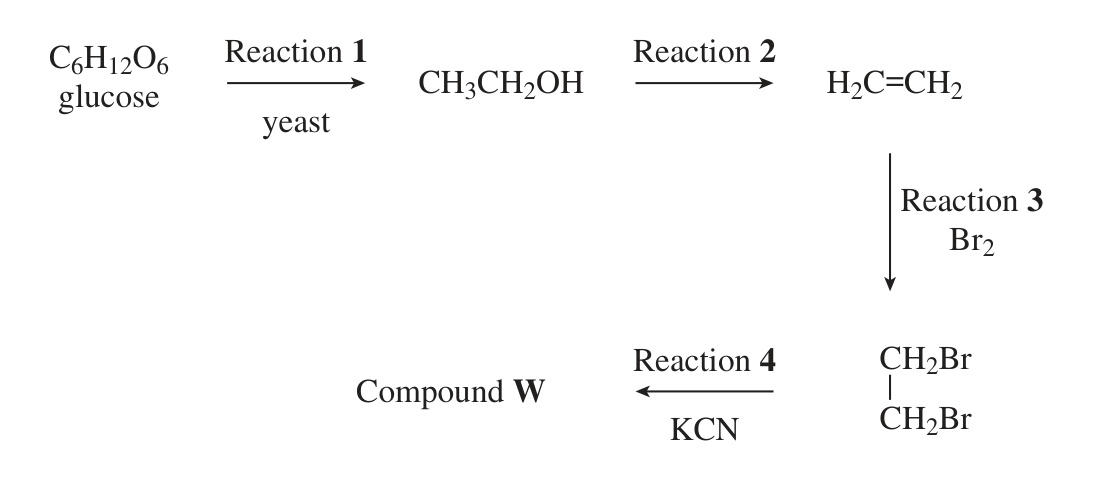 C₆H₁₂O₆
glucose
Reaction 1
yeast
CH₃CH₂OH
Reaction 2
H₂C=CH₂
Reaction 3
Br₂
CH₂Br
CH₂Br
Reaction 4
KCN
Compound W